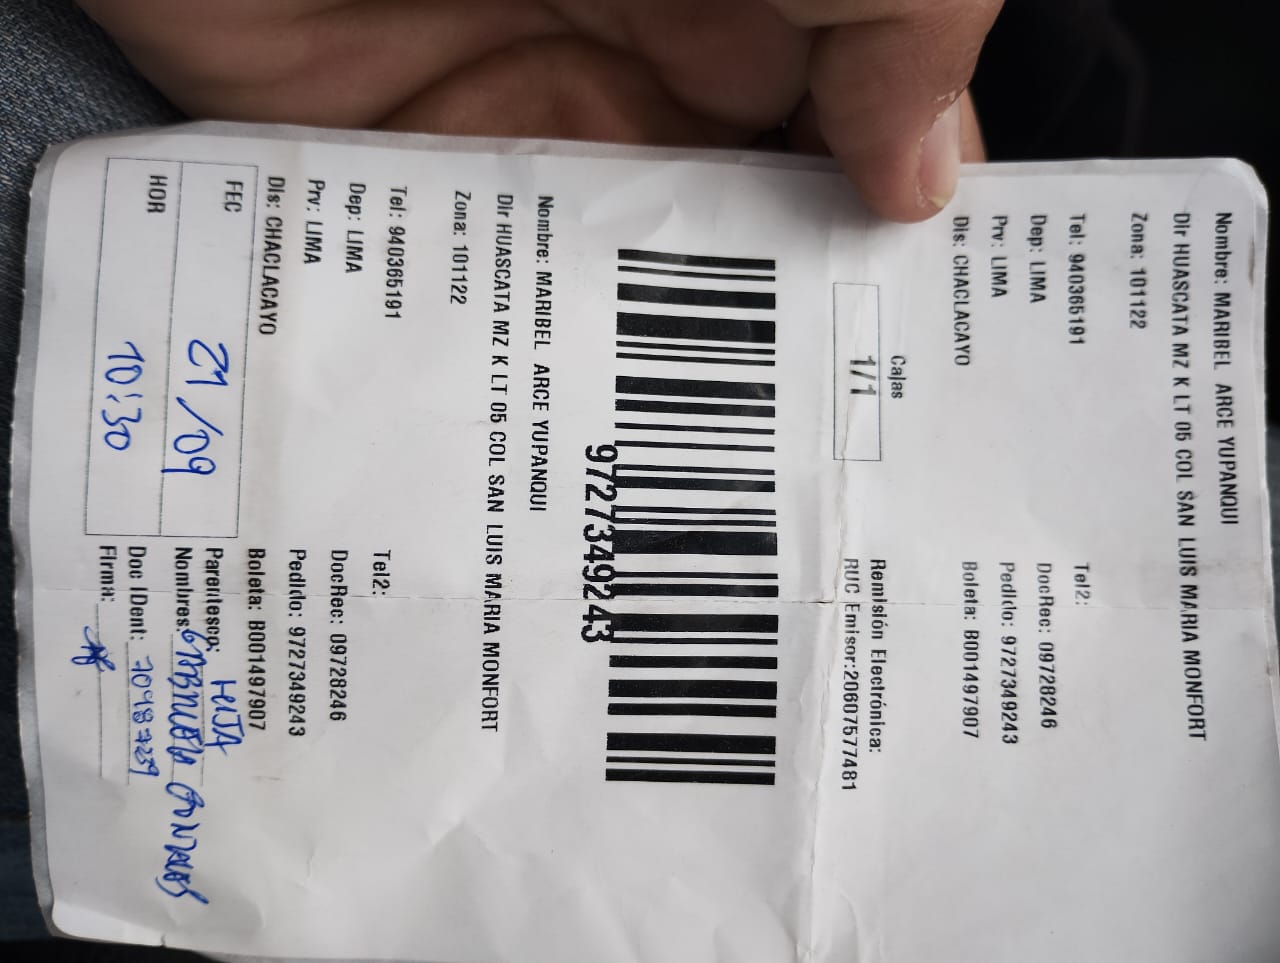 Nombre: MARIBEL ARCE YUPANQUI
Dir HUASCATA MZ K LT 05 COL SAN LUIS MARIA MONFORT
Zona: 101122
Tel: 940365191 Tel2:
Dep: LIMA DocRec: 09728246
Prv: LIMA Pedido: 9727349243
Dis: CHACLACAYO Boleta: B001497907
Cajas
1/1
Remisión Electrónica:
RUC Emisor:20607577481
9727349243
Nombre: MARIBEL ARCE YUPANQUI
Dir HUASCATA MZ K LT 05 COL SAN LUIS MARIA MONFORT
Zona: 101122
Tel: 940365191 Tel2:
Dep: LIMA DocRec: 09728246
Prv: LIMA Pedido: 9727349243
Dis: CHACLACAYO Boleta: B001497907
FEC 21/09 Parentesco: HIJA
Nombres:
HOR 10:30 Doc IDent:
Firma: